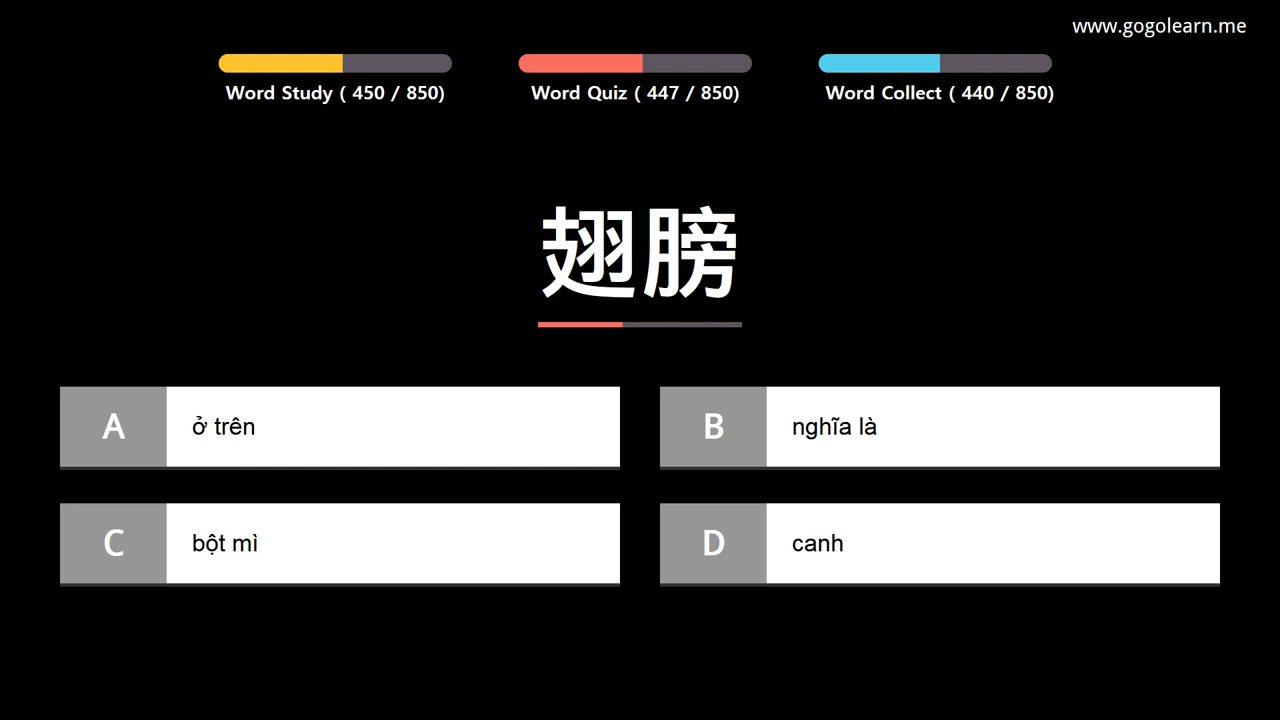 www.gogolearn.me
Word Study ( 450 / 850)
Word Quiz ( 447 / 850)
Word Collect ( 440 / 850)
翅膀
A ở trên
B nghĩa là
C bột mì
D canh